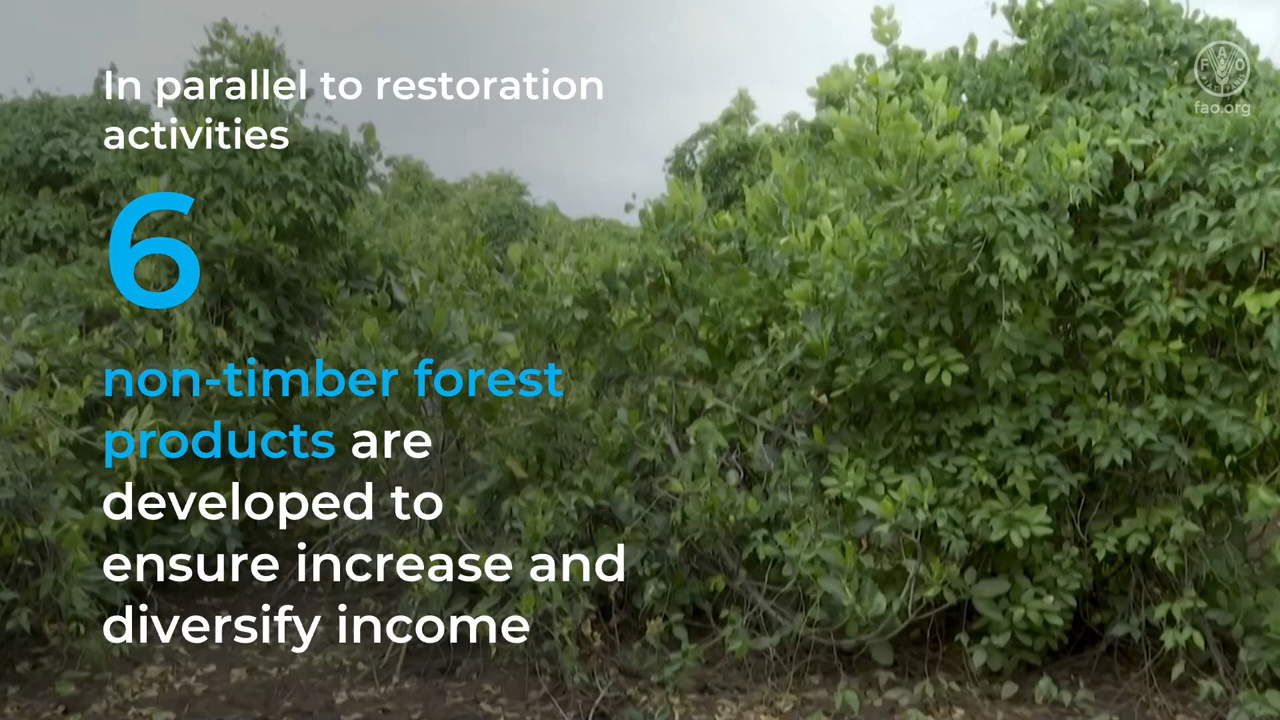 In parallel to restoration
activities
6
non-timber forest
products are
developed to
ensure increase and
diversify income
FAO
fao.org